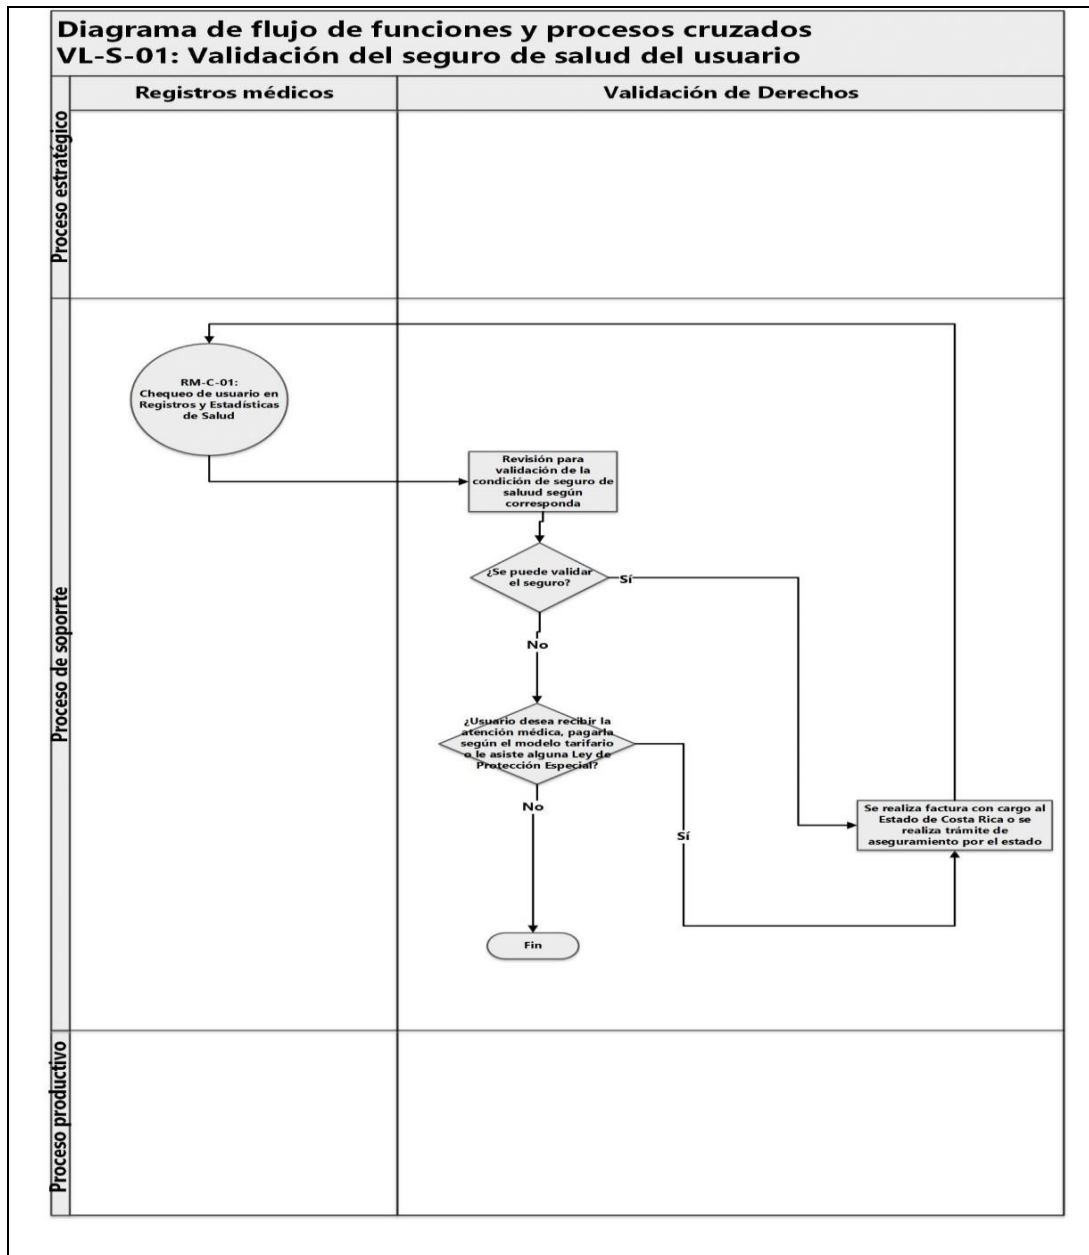 Diagrama de flujo de funciones y procesos cruzados
VL-S-01: Validación del seguro de salud del usuario
Registros médicos
Validación de Derechos
Proceso estratégico
Proceso de soporrte
RM-C-01:
Chequeo de usuario en
Registros y Estadísticas
de Salud
Revisión para
validación de la
condición de seguro de
saluud según
corresponda
¿Se puede validar
el seguro?
Sí
No
¿Usuario desea recibir la
atención médica, pagarla
según el modelo tarifario
o le asiste alguna Ley de
Protección Especial?
No
Sí
Se realiza factura con cargo al
Estado de Costa Rica o se
realiza trámite de
aseguramiento por el estado
Fin
Proceso productivo